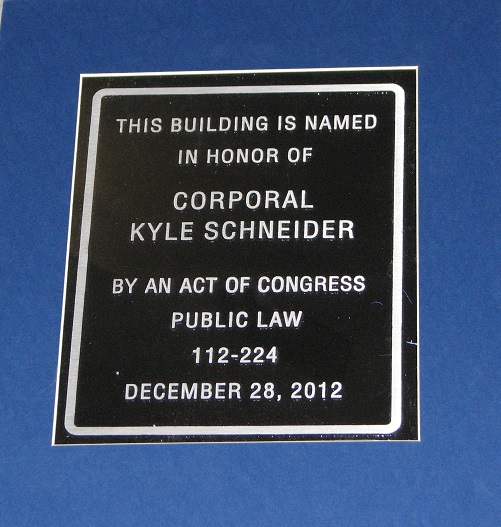 THIS BUILDING IS NAMED
IN HONOR OF
CORPORAL
KYLE SCHNEIDER
BY AN ACT OF CONGRESS
PUBLIC LAW
112-224
DECEMBER 28, 2012